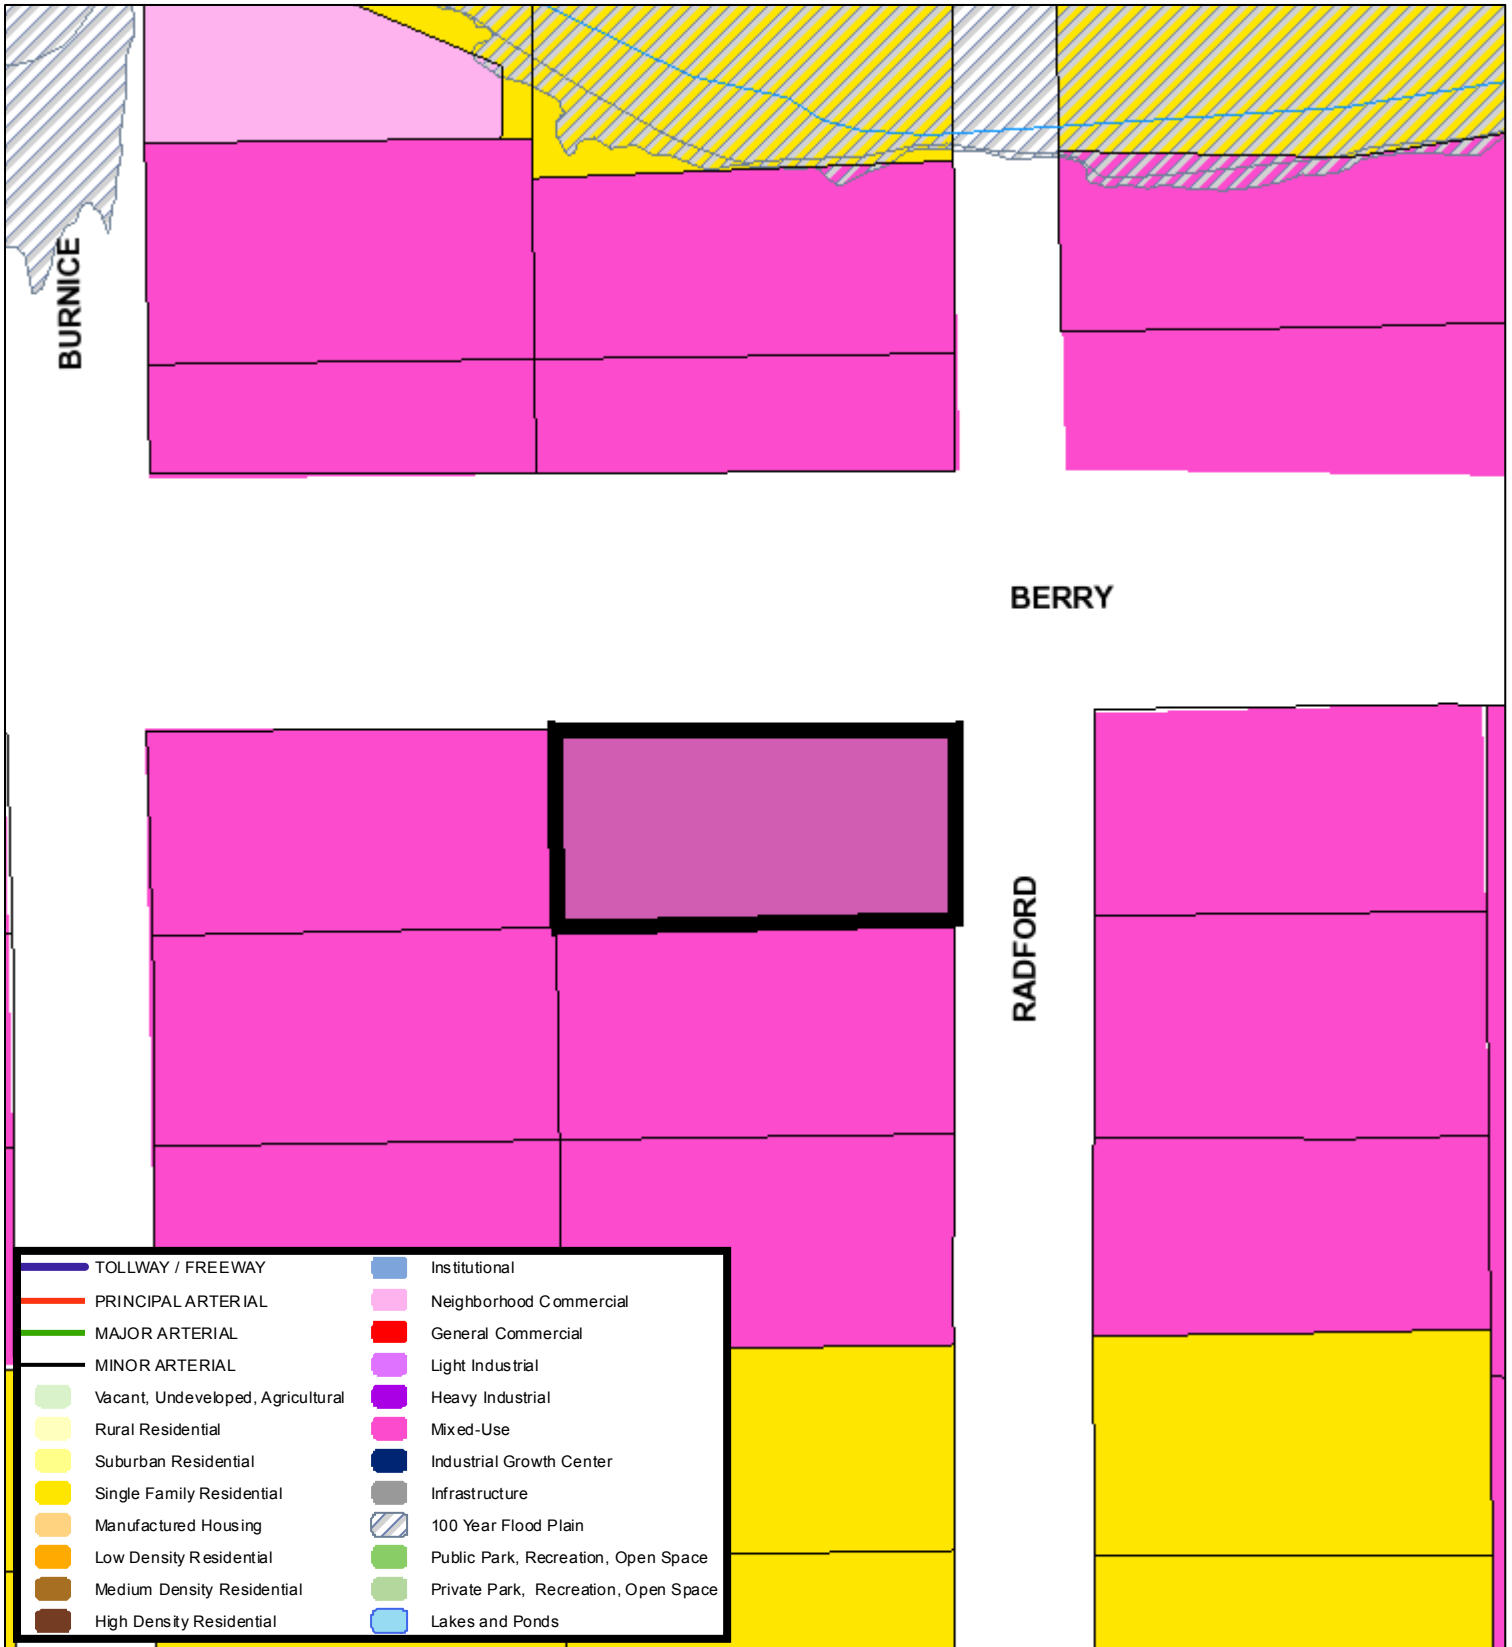 BURNICE
BERRY
RADFORD
TOLLWAY / FREEWAY
PRINCIPAL ARTERIAL
MAJOR ARTERIAL
MINOR ARTERIAL
Vacant, Undeveloped, Agricultural
Rural Residential
Suburban Residential
Single Family Residential
Manufactured Housing
Low Density Residential
Medium Density Residential
High Density Residential
Institutional
Neighborhood Commercial
General Commercial
Light Industrial
Heavy Industrial
Mixed-Use
Industrial Growth Center
Infrastructure
100 Year Flood Plain
Public Park, Recreation, Open Space
Private Park, Recreation, Open Space
Lakes and Ponds